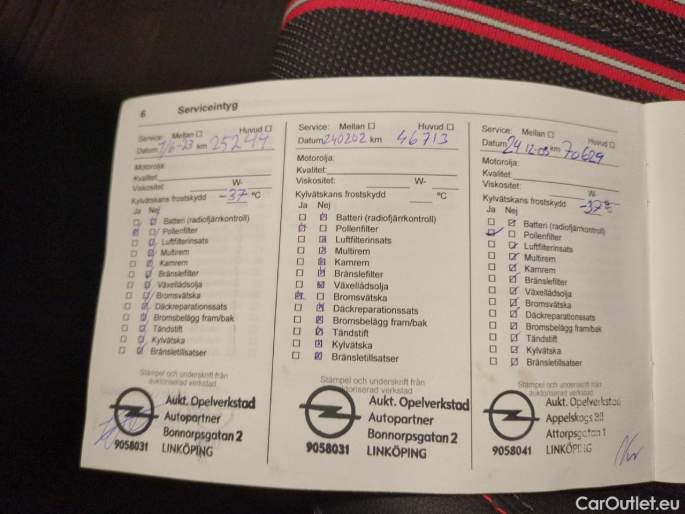 6
Serviceintyg
Service: Mellan ☐ Huvud ☐
Datum 7/6-23 km 25244
Motorolja:
Kvalitet:
Viskositet: W-
Kylvätskans frostskydd -37 °C
Ja Nej
Batteri (radiofjärrkontroll)
Pollenfilter
Luftfilterinsats
Multirem
Kamrem
Bränslefilter
Växellådsolja
Bromsvätska
Däckreparationssats
Bromsbelägg fram/bak
Tändstift
Kylvätska
Bränsletillsatser
Stämpel och underskrift från
auktoriserad verkstad
Aukt. Opelverkstad
Autopartner
Bonnorpsgatan 2
9058031 LINKÖPING
Service: Mellan ☐ Huvud ☐
Datum 240202 km 46713
Motorolja:
Kvalitet:
Viskositet: W-
Kylvätskans frostskydd °C
Ja Nej
Batteri (radiofjärrkontroll)
Pollenfilter
Luftfilterinsats
Multirem
Kamrem
Bränslefilter
Växellådsolja
Bromsvätska
Däckreparationssats
Bromsbelägg fram/bak
Tändstift
Kylvätska
Bränsletillsatser
Stämpel och underskrift från
auktoriserad verkstad
Aukt. Opelverkstad
Autopartner
Bonnorpsgatan 2
9058031 LINKÖPING
Service: Mellan ☐ Huvud ☐
Datum 24 12-03 km 70629
Motorolja:
Kvalitet:
Viskositet: W-
Kylvätskans frostskydd -37 °C
Ja Nej
Batteri (radiofjärrkontroll)
Pollenfilter
Luftfilterinsats
Multirem
Kamrem
Bränslefilter
Växellådsolja
Bromsvätska
Däckreparationssats
Bromsbelägg fram/bak
Tändstift
Kylvätska
Bränsletillsatser
Stämpel och underskrift från
auktoriserad verkstad
Aukt. Opelverkstad
Attorpsgatan 1
9058041 LINKÖPING
CarOutlet.eu